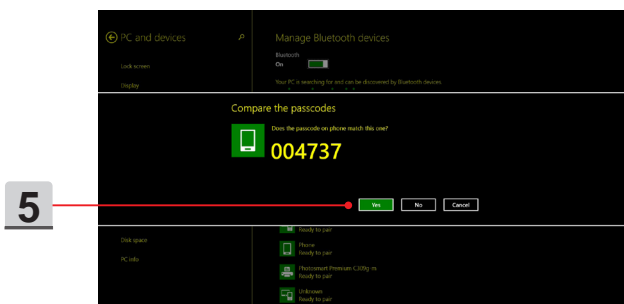 PC and devices
Manage Bluetooth devices
Bluetooth
On
Lock screen
Your PC is searching for and can be discovered by Bluetooth devices
Display
Compare the passcodes
Does the passcode on phone match this one?
004737
5
Yes
No
Cancel
Ready to pair
Disk space
Phone
Ready to pair
PC info
Photosmart Premium C309g-m
Ready to pair
Unknown
Ready to pair